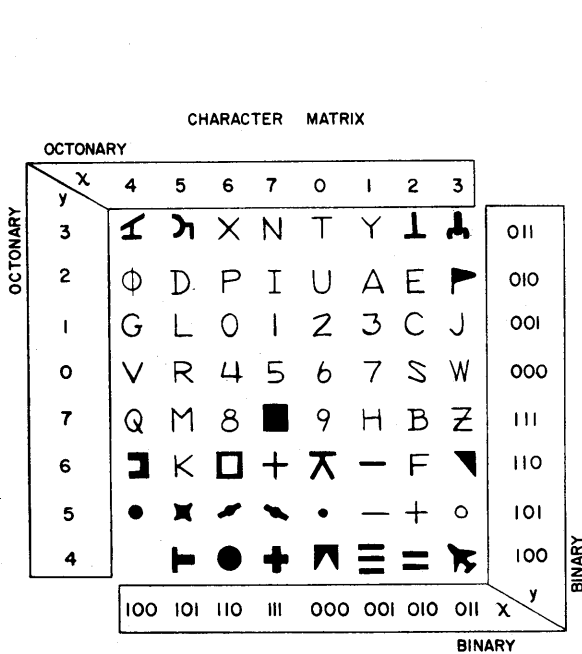 CHARACTER MATRIX
OCTONARY
χ 4 5 6 7 0 1 2 3
y
OCTONARY
3 X N T Y 011
2 Φ D P I U A E 010
1 G L 0 1 2 3 C J 001
0 V R 4 5 6 7 S W 000
7 Q M 8 9 H B Z 111
6 K + — F 110
5 — + ○ 101
4 100
y
100 101 110 111 000 001 010 011 χ
BINARY
BINARY